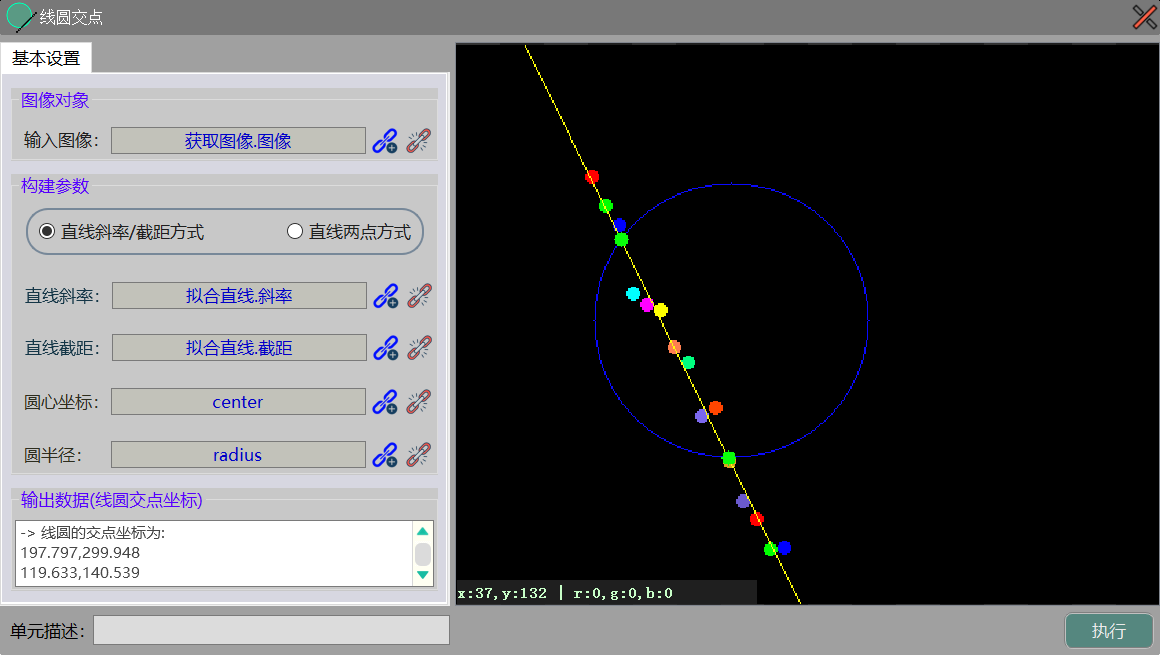 线圆交点
基本设置
图像对象
输入图像:
获取图像.图像
构建参数
直线斜率/截距方式
直线两点方式
直线斜率:
拟合直线.斜率
直线截距:
拟合直线.截距
圆心坐标:
center
圆半径:
radius
输出数据(线圆交点坐标)
-> 线圆的交点坐标为:
197.797,299.948
119.633,140.539
x:37,y:132 | r:0,g:0,b:0
单元描述:
执行